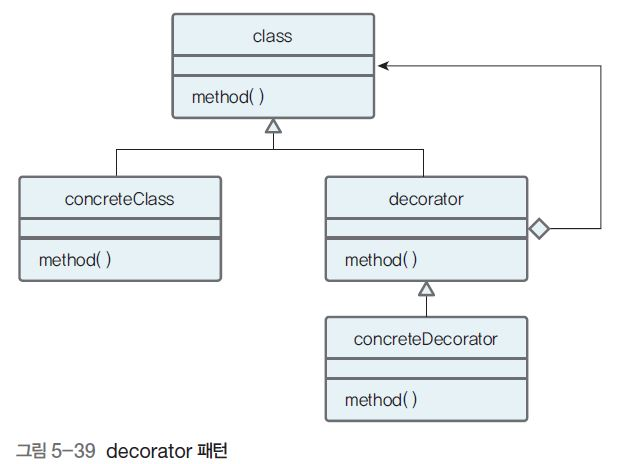 class
method( )
concreteClass
decorator
method( )
method( )
concreteDecorator
method( )
그림 5-39 decorator 패턴